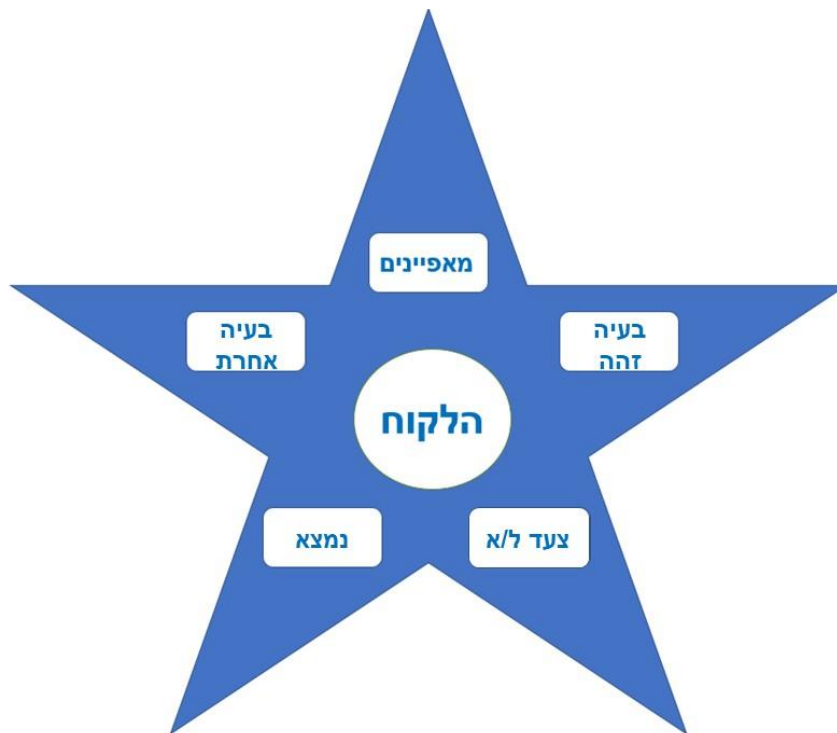 מאפיינים
בעיה
זהה
בעיה
אחרת
הלקוח
צעד ל/א
נמצא